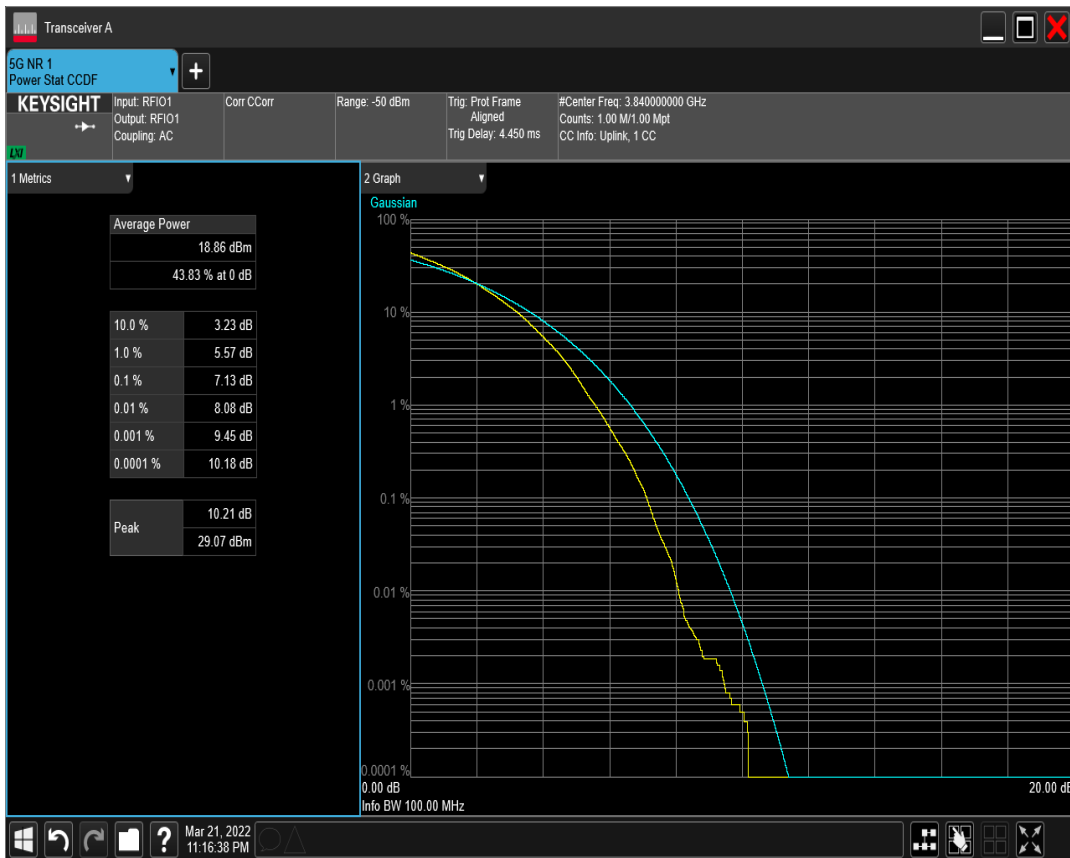 Transceiver A
5G NR 1
Power Stat CCDF
KEYSIGHT
LXI
Input: RFIO1
Output: RFIO1
Coupling: AC
Corr CCorr
Range: -50 dBm
Trig: Prot Frame
Aligned
Trig Delay: 4.450 ms
#Center Freq: 3.840000000 GHz
Counts: 1.00 M/1.00 Mpt
CC Info: Uplink, 1 CC
1 Metrics
Average Power
18.86 dBm
43.83 % at 0 dB
10.0 % 3.23 dB
1.0 % 5.57 dB
0.1 % 7.13 dB
0.01 % 8.08 dB
0.001 % 9.45 dB
0.0001 % 10.18 dB
Peak
10.21 dB
29.07 dBm
2 Graph
Gaussian
100 %
10 %
1 %
0.1 %
0.01 %
0.001 %
0.0001 %
0.00 dB 20.00 dB
Info BW 100.00 MHz
Mar 21, 2022
11:16:38 PM